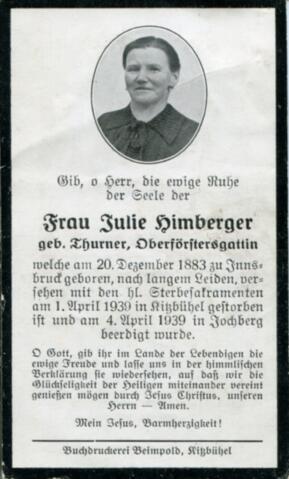 Gib, o Herr, die ewige Ruhe
der Seele der
Frau Julie Himberger
geb. Thurner, Oberförstersgattin
welche am 20. Dezember 1883 zu Inns-
bruck geboren, nach langem Leiden, ver-
sehen mit den hl. Sterbesakramenten
am 1. April 1939 in Kitzbühel gestorben
ist und am 4. April 1939 in Jochberg
beerdigt wurde.
O Gott, gib ihr im Lande der Lebendigen die
ewige Freude und lasse uns in der himmlischen
Verklärung sie wiedersehen, auf daß wir die
Glückseligkeit der Heiligen miteinander vereint
genießen mögen durch Jesus Christus, unseren
Herrn — Amen.
Mein Jesus, Barmherzigkeit!
Buchdruckerei Beimpold, Kitzbühel